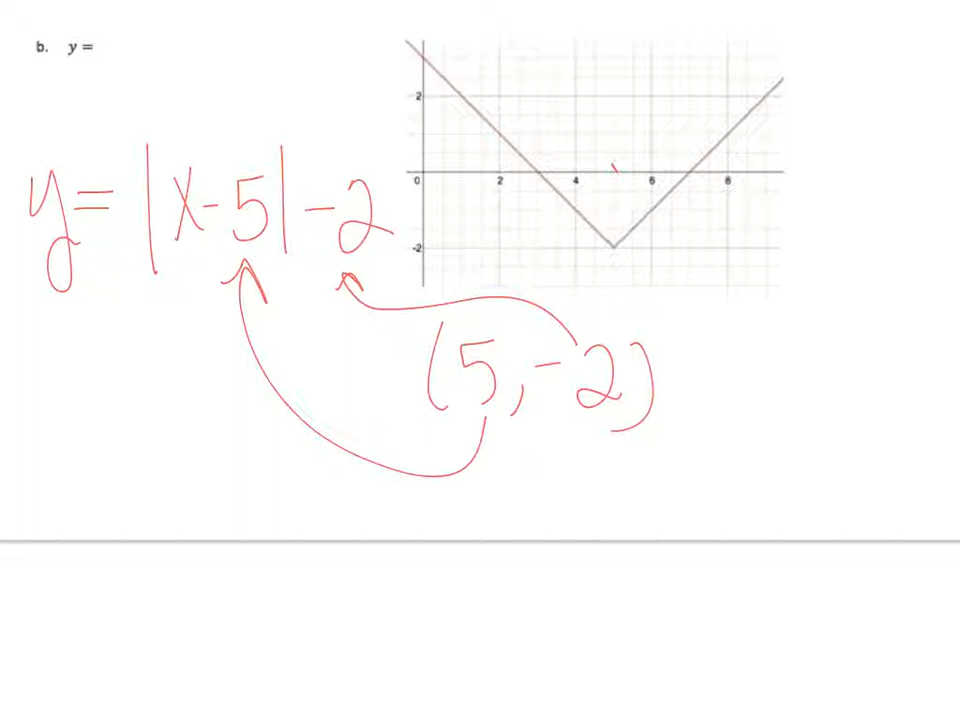 b. y =
2
0 2 4 6 8
-2
y = |x-5| -2
(5, -2)